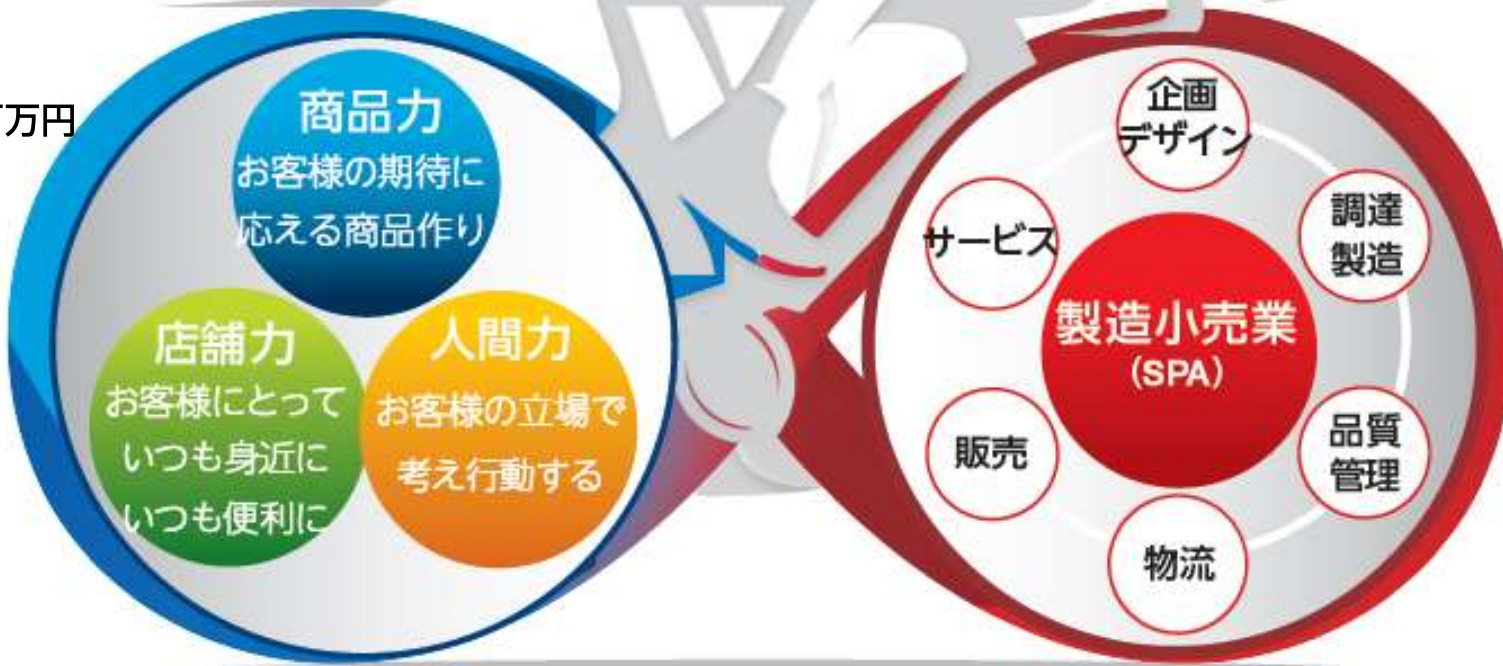 万円
商品力
お客様の期待に
応える商品作り
店舗力
お客様にとって
いつも身近に
いつも便利に
人間力
お客様の立場で
考え行動する
企画
デザイン
調達
製造
品質
管理
物流
販売
サービス
製造小売業
(SPA)